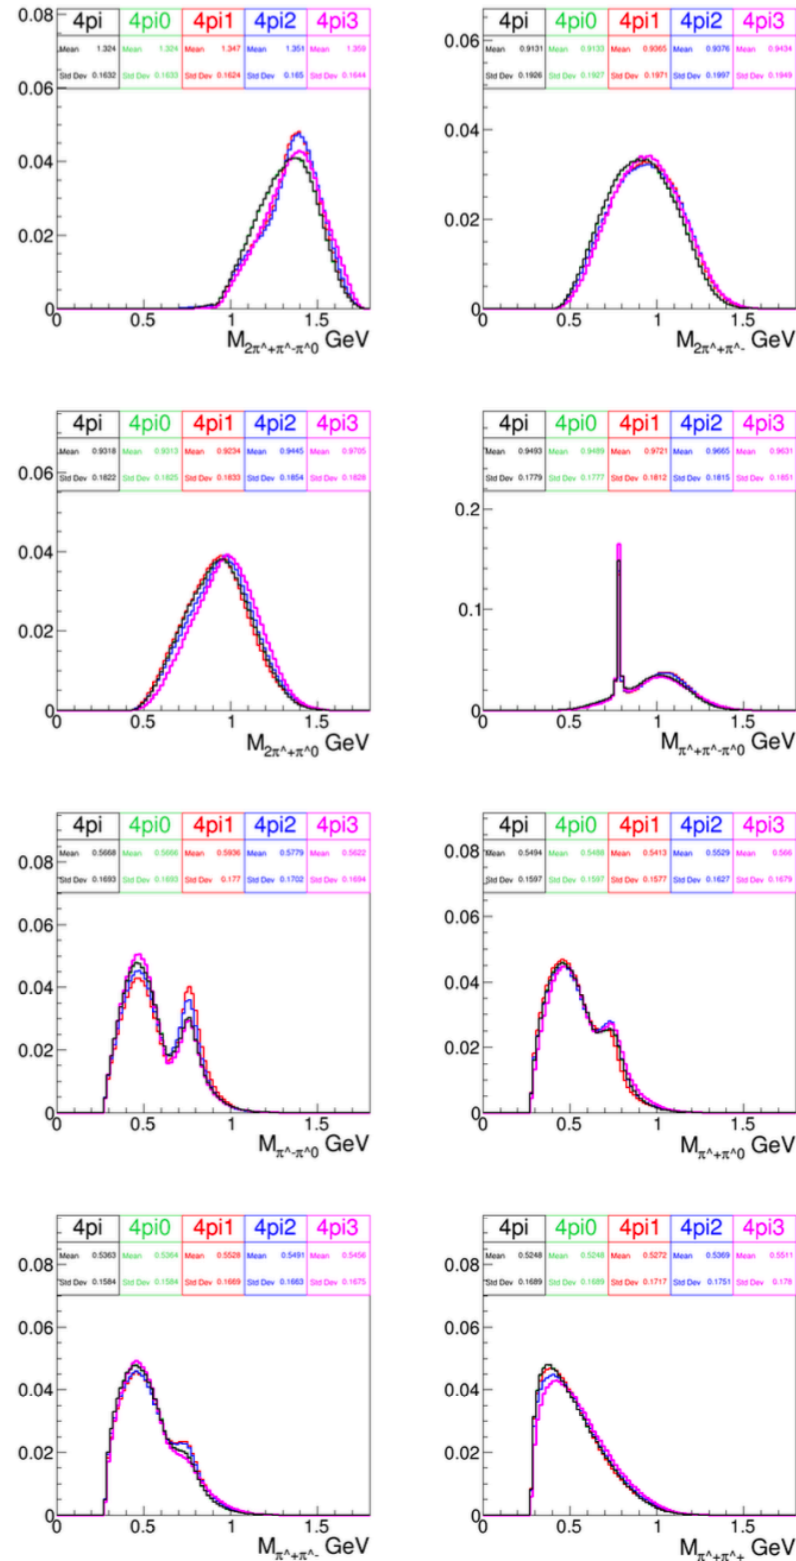 4pi 4pi0 4pi1 4pi2 4pi3
Mean 1.324 Mean 1.324 Mean 1.347 Mean 1.351 Mean 1.359
Std Dev 0.1632 Std Dev 0.1633 Std Dev 0.1624 Std Dev 0.165 Std Dev 0.1644
0.08
0.06
0.04
0.02
0
0 0.5 1 1.5
M2π^+π^-π^0 GeV
4pi 4pi0 4pi1 4pi2 4pi3
Mean 0.9131 Mean 0.9133 Mean 0.9365 Mean 0.9376 Mean 0.9434
Std Dev 0.1926 Std Dev 0.1927 Std Dev 0.1971 Std Dev 0.1997 Std Dev 0.1949
0.06
0.04
0.02
0
0 0.5 1 1.5
M2π^+π^- GeV
4pi 4pi0 4pi1 4pi2 4pi3
Mean 0.9318 Mean 0.9313 Mean 0.9234 Mean 0.9445 Mean 0.9705
Std Dev 0.1822 Std Dev 0.1825 Std Dev 0.1833 Std Dev 0.1854 Std Dev 0.1828
0.06
0.04
0.02
0
0 0.5 1 1.5
M2π^+π^0 GeV
4pi 4pi0 4pi1 4pi2 4pi3
Mean 0.9493 Mean 0.9489 Mean 0.9721 Mean 0.9665 Mean 0.9631
Std Dev 0.1779 Std Dev 0.1777 Std Dev 0.1812 Std Dev 0.1815 Std Dev 0.1851
0.2
0.1
0
0 0.5 1 1.5
Mπ^+π^-π^0 GeV
4pi 4pi0 4pi1 4pi2 4pi3
Mean 0.5668 Mean 0.5666 Mean 0.5936 Mean 0.5779 Mean 0.5622
Std Dev 0.1693 Std Dev 0.1693 Std Dev 0.177 Std Dev 0.1702 Std Dev 0.1694
0.08
0.06
0.04
0.02
0
0 0.5 1 1.5
Mπ^-π^0 GeV
4pi 4pi0 4pi1 4pi2 4pi3
Mean 0.5494 Mean 0.5488 Mean 0.5413 Mean 0.5529 Mean 0.566
Std Dev 0.1597 Std Dev 0.1597 Std Dev 0.1577 Std Dev 0.1627 Std Dev 0.1679
0.08
0.06
0.04
0.02
0
0 0.5 1 1.5
Mπ^+π^0 GeV
4pi 4pi0 4pi1 4pi2 4pi3
Mean 0.5363 Mean 0.5364 Mean 0.5528 Mean 0.5491 Mean 0.5456
Std Dev 0.1584 Std Dev 0.1584 Std Dev 0.1669 Std Dev 0.1663 Std Dev 0.1675
0.08
0.06
0.04
0.02
0
0 0.5 1 1.5
Mπ^+π^- GeV
4pi 4pi0 4pi1 4pi2 4pi3
Mean 0.5248 Mean 0.5248 Mean 0.5272 Mean 0.5369 Mean 0.5511
Std Dev 0.1689 Std Dev 0.1689 Std Dev 0.1717 Std Dev 0.1751 Std Dev 0.178
0.08
0.06
0.04
0.02
0
0 0.5 1 1.5
Mπ^+π^+ GeV